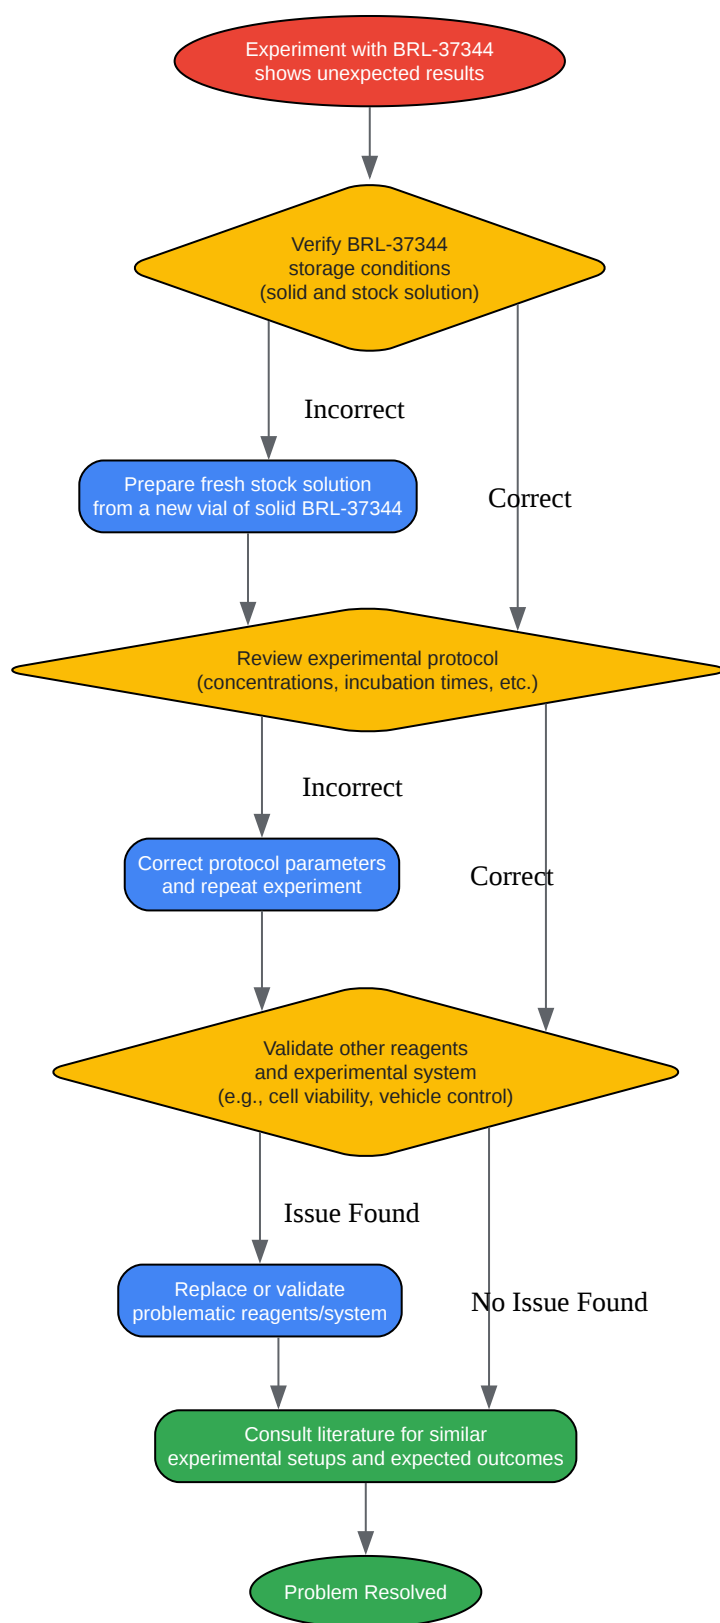 Experiment with BRL-37344
shows unexpected results
Verify BRL-37344
storage conditions
(solid and stock solution)
Incorrect
Prepare fresh stock solution
from a new vial of solid BRL-37344
Correct
Review experimental protocol
(concentrations, incubation times, etc.)
Incorrect
Correct protocol parameters
and repeat experiment
Correct
Validate other reagents
and experimental system
(e.g., cell viability, vehicle control)
Issue Found
Replace or validate
problematic reagents/system
No Issue Found
Consult literature for similar
experimental setups and expected outcomes
Problem Resolved